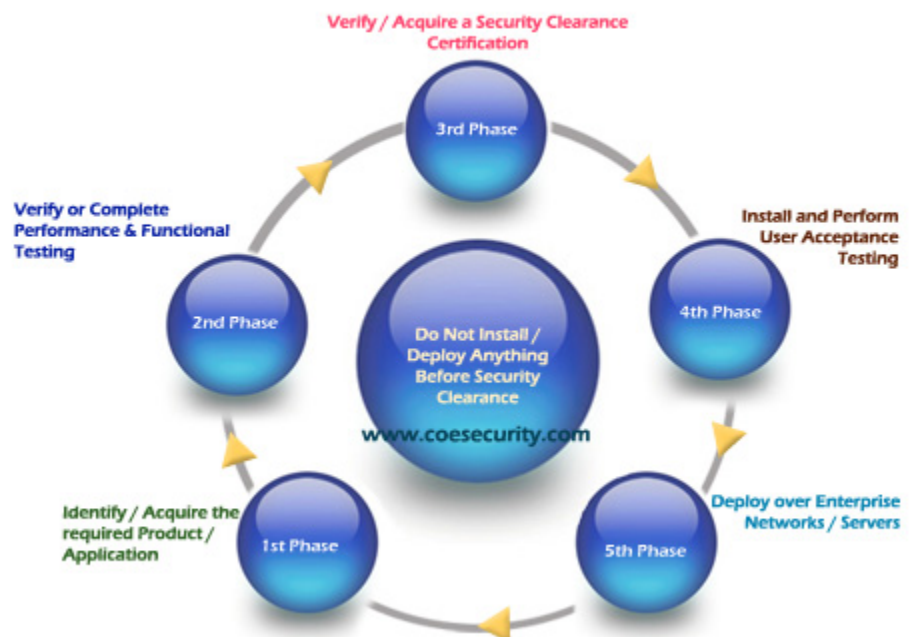 Verify / Acquire a Security Clearance
Certification
3rd Phase
Verify or Complete
Performance & Functional
Testing
2nd Phase
Install and Perform
User Acceptance
Testing
4th Phase
Do Not Install /
Deploy Anything
Before Security
Clearance
www.coesecurity.com
Identify / Acquire the
required Product /
Application
1st Phase
Deploy over Enterprise
Networks / Servers
5th Phase